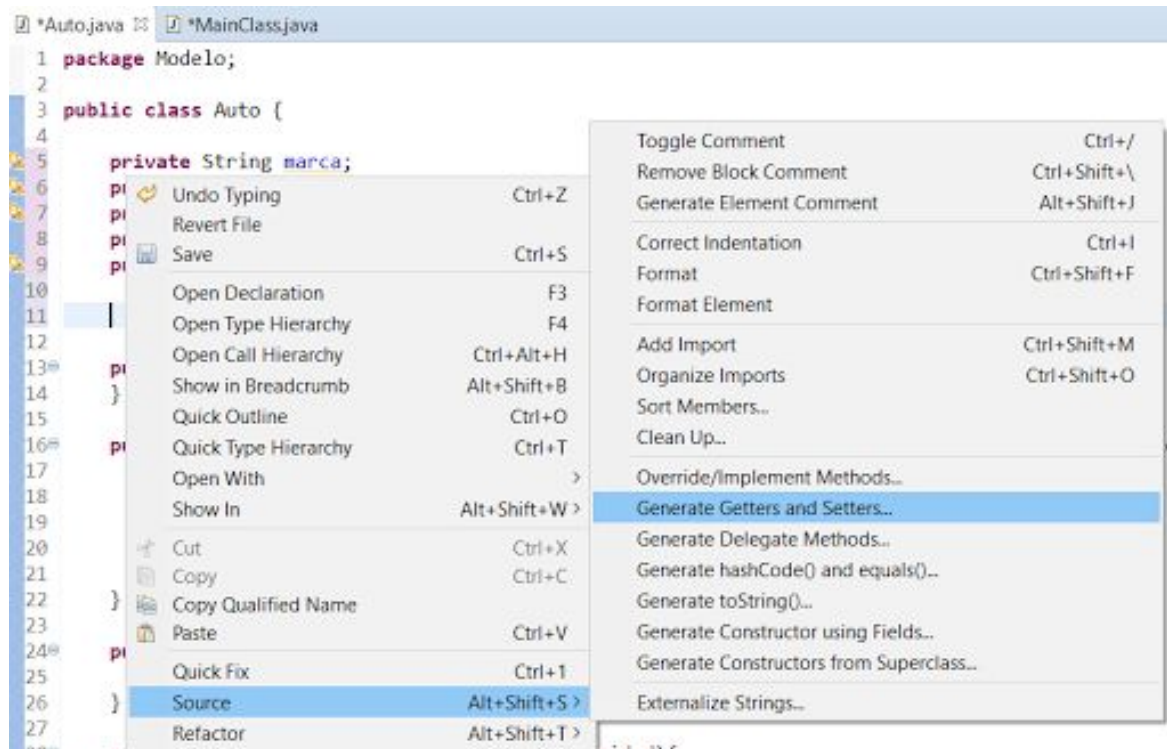 *Auto.java *MainClass.java
1 package Modelo;
2
3 public class Auto {
4
5 private String marca;
6
7
8
9
10
11
12
13
14 }
15
16
17
18
19
20
21
22 }
23
24
25
26 }
27
Undo Typing Ctrl+Z
Revert File
Save Ctrl+S
Open Declaration F3
Open Type Hierarchy F4
Open Call Hierarchy Ctrl+Alt+H
Show in Breadcrumb Alt+Shift+B
Quick Outline Ctrl+O
Quick Type Hierarchy Ctrl+T
Open With >
Show In Alt+Shift+W >
Cut Ctrl+X
Copy Ctrl+C
Copy Qualified Name
Paste Ctrl+V
Quick Fix Ctrl+1
Source Alt+Shift+S >
Refactor Alt+Shift+T >
Toggle Comment Ctrl+/
Remove Block Comment Ctrl+Shift+\
Generate Element Comment Alt+Shift+J
Correct Indentation Ctrl+I
Format Ctrl+Shift+F
Format Element
Add Import Ctrl+Shift+M
Organize Imports Ctrl+Shift+O
Sort Members...
Clean Up...
Override/Implement Methods...
Generate Getters and Setters...
Generate Delegate Methods...
Generate hashCode() and equals()...
Generate toString()...
Generate Constructor using Fields...
Generate Constructors from Superclass...
Externalize Strings...